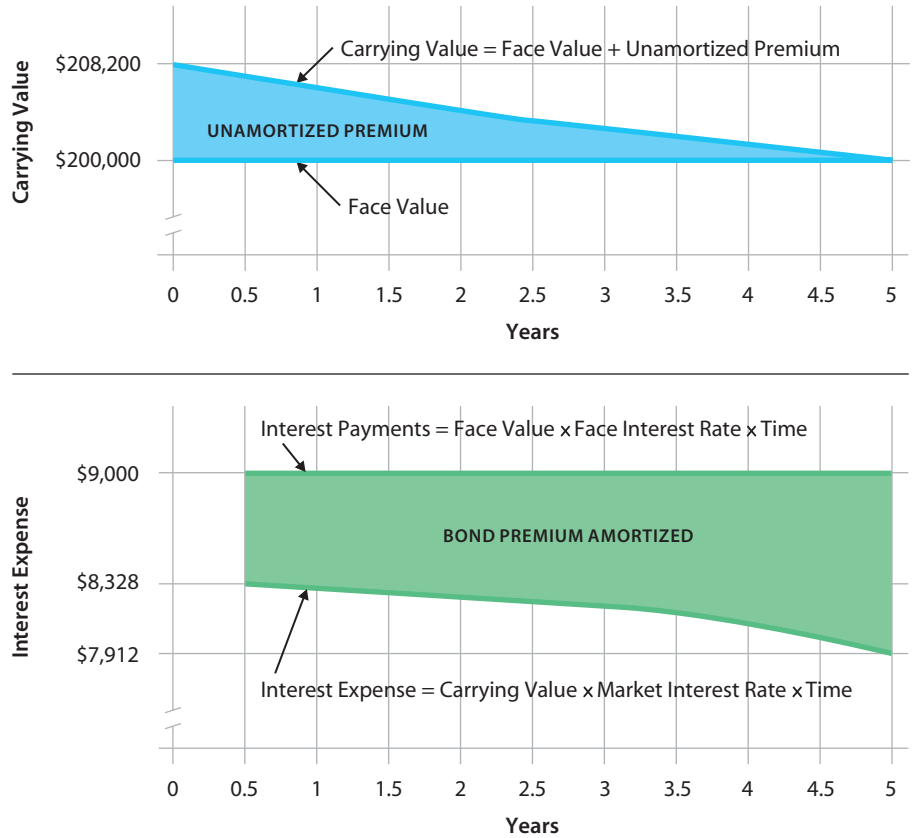 Carrying Value = Face Value + Unamortized Premium
$208,200
UNAMORTIZED PREMIUM
$200,000
Face Value
Carrying Value
0 0.5 1 1.5 2 2.5 3 3.5 4 4.5 5
Years
Interest Payments = Face Value x Face Interest Rate x Time
$9,000
BOND PREMIUM AMORTIZED
$8,328
$7,912
Interest Expense
Interest Expense = Carrying Value x Market Interest Rate x Time
0 0.5 1 1.5 2 2.5 3 3.5 4 4.5 5
Years